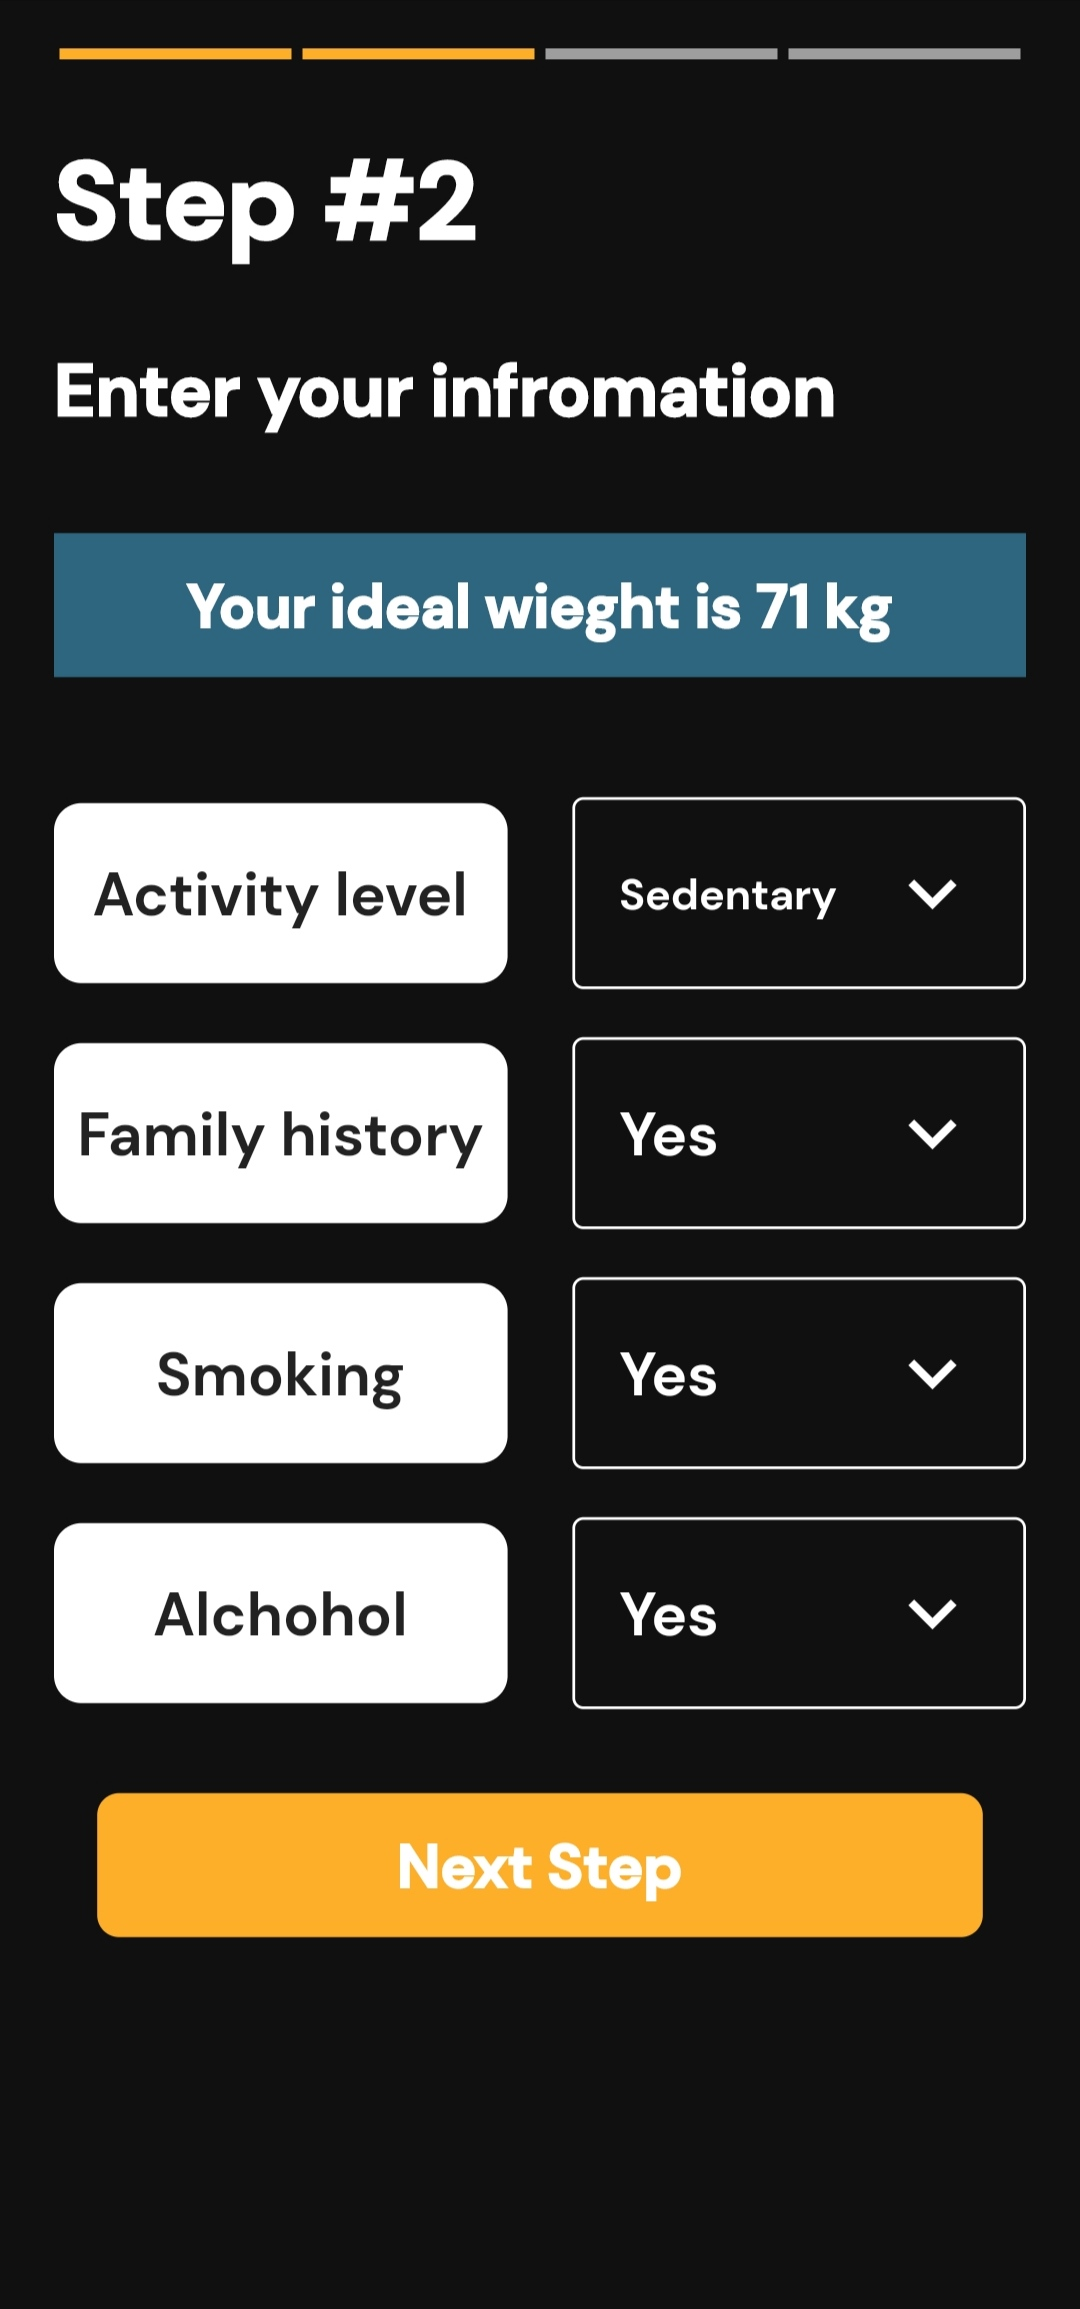 Step #2
Enter your infromation
Your ideal wieght is 71 kg
Activity level
Sedentary
Family history
Yes
Smoking
Yes
Alchohol
Yes
Next Step